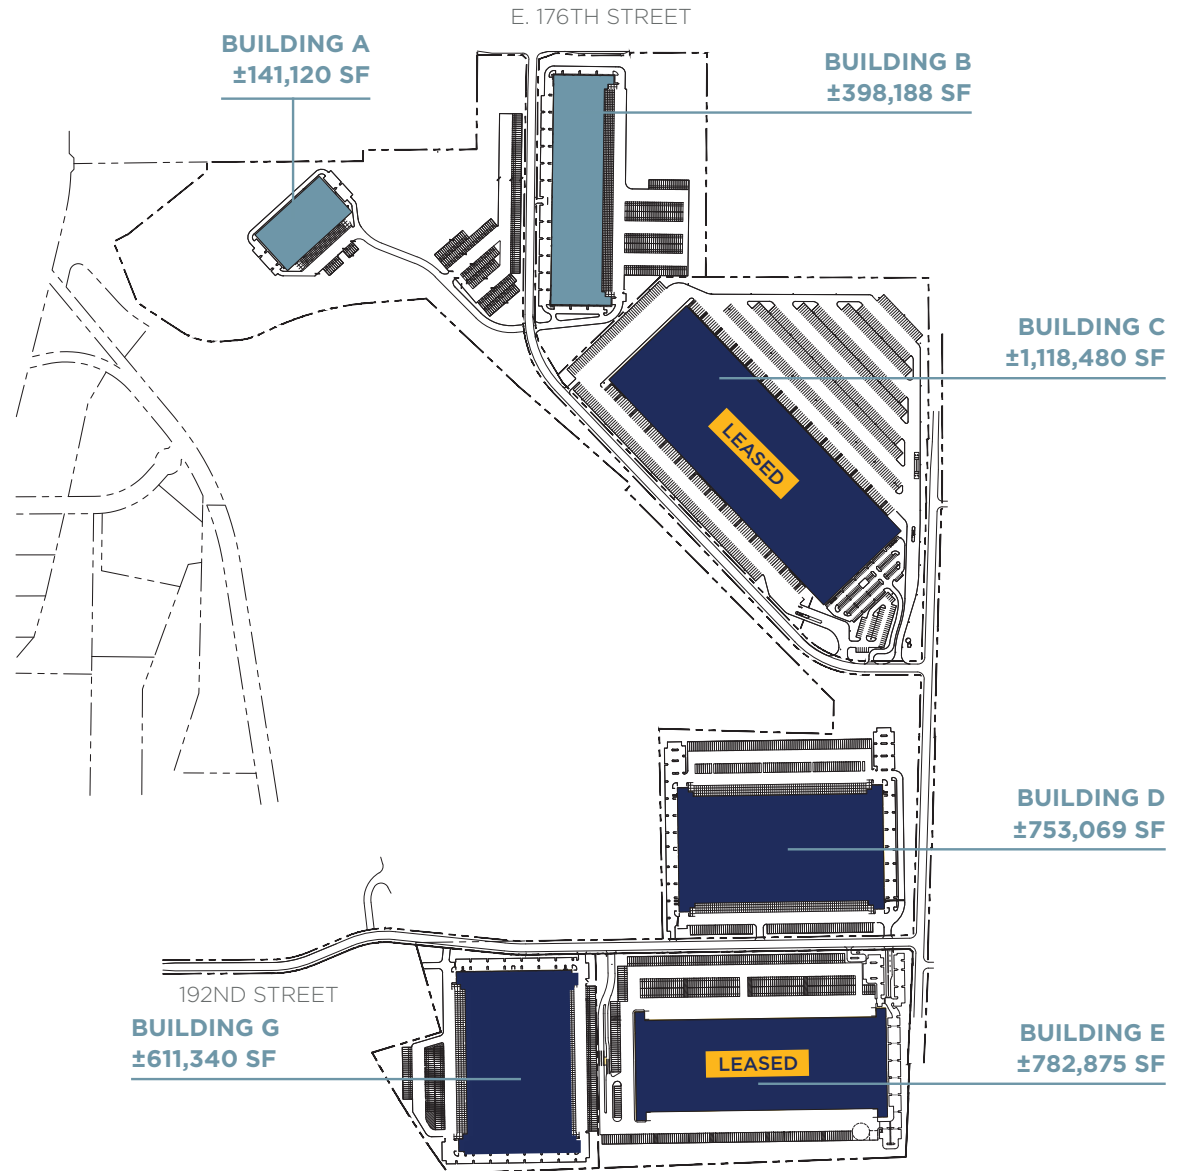 E. 176TH STREET
BUILDING A
±141,120 SF
BUILDING B
±398,188 SF
BUILDING C
±1,118,480 SF
LEASED
BUILDING D
±753,069 SF
192ND STREET
BUILDING G
±611,340 SF
BUILDING E
±782,875 SF
LEASED